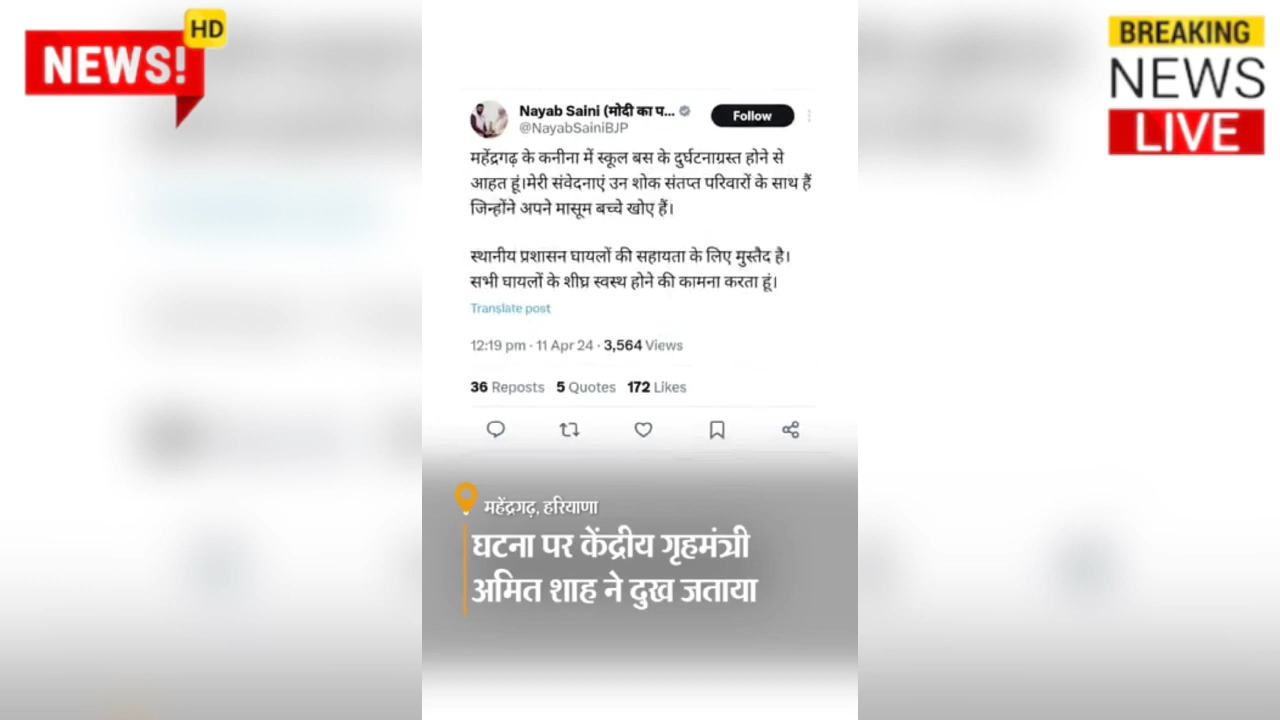 NEWS!
HD
BREAKING
NEWS
LIVE
Nayab Saini (मोदी का प...
Follow
@NayabSainiBJP
महेंद्रगढ़ के कनीना में स्कूल बस के दुर्घटनाग्रस्त होने से
आहत हूं।मेरी संवेदनाएं उन शोक संतप्त परिवारों के साथ हैं
जिन्होंने अपने मासूम बच्चे खोए हैं।
स्थानीय प्रशासन घायलों की सहायता के लिए मुस्तैद है।
सभी घायलों के शीघ्र स्वस्थ होने की कामना करता हूं।
Translate post
12:19 pm · 11 Apr 24 · 3,564 Views
36 Reposts 5 Quotes 172 Likes
महेंद्रगढ़, हरियाणा
घटना पर केंद्रीय गृहमंत्री
अमित शाह ने दुख जताया